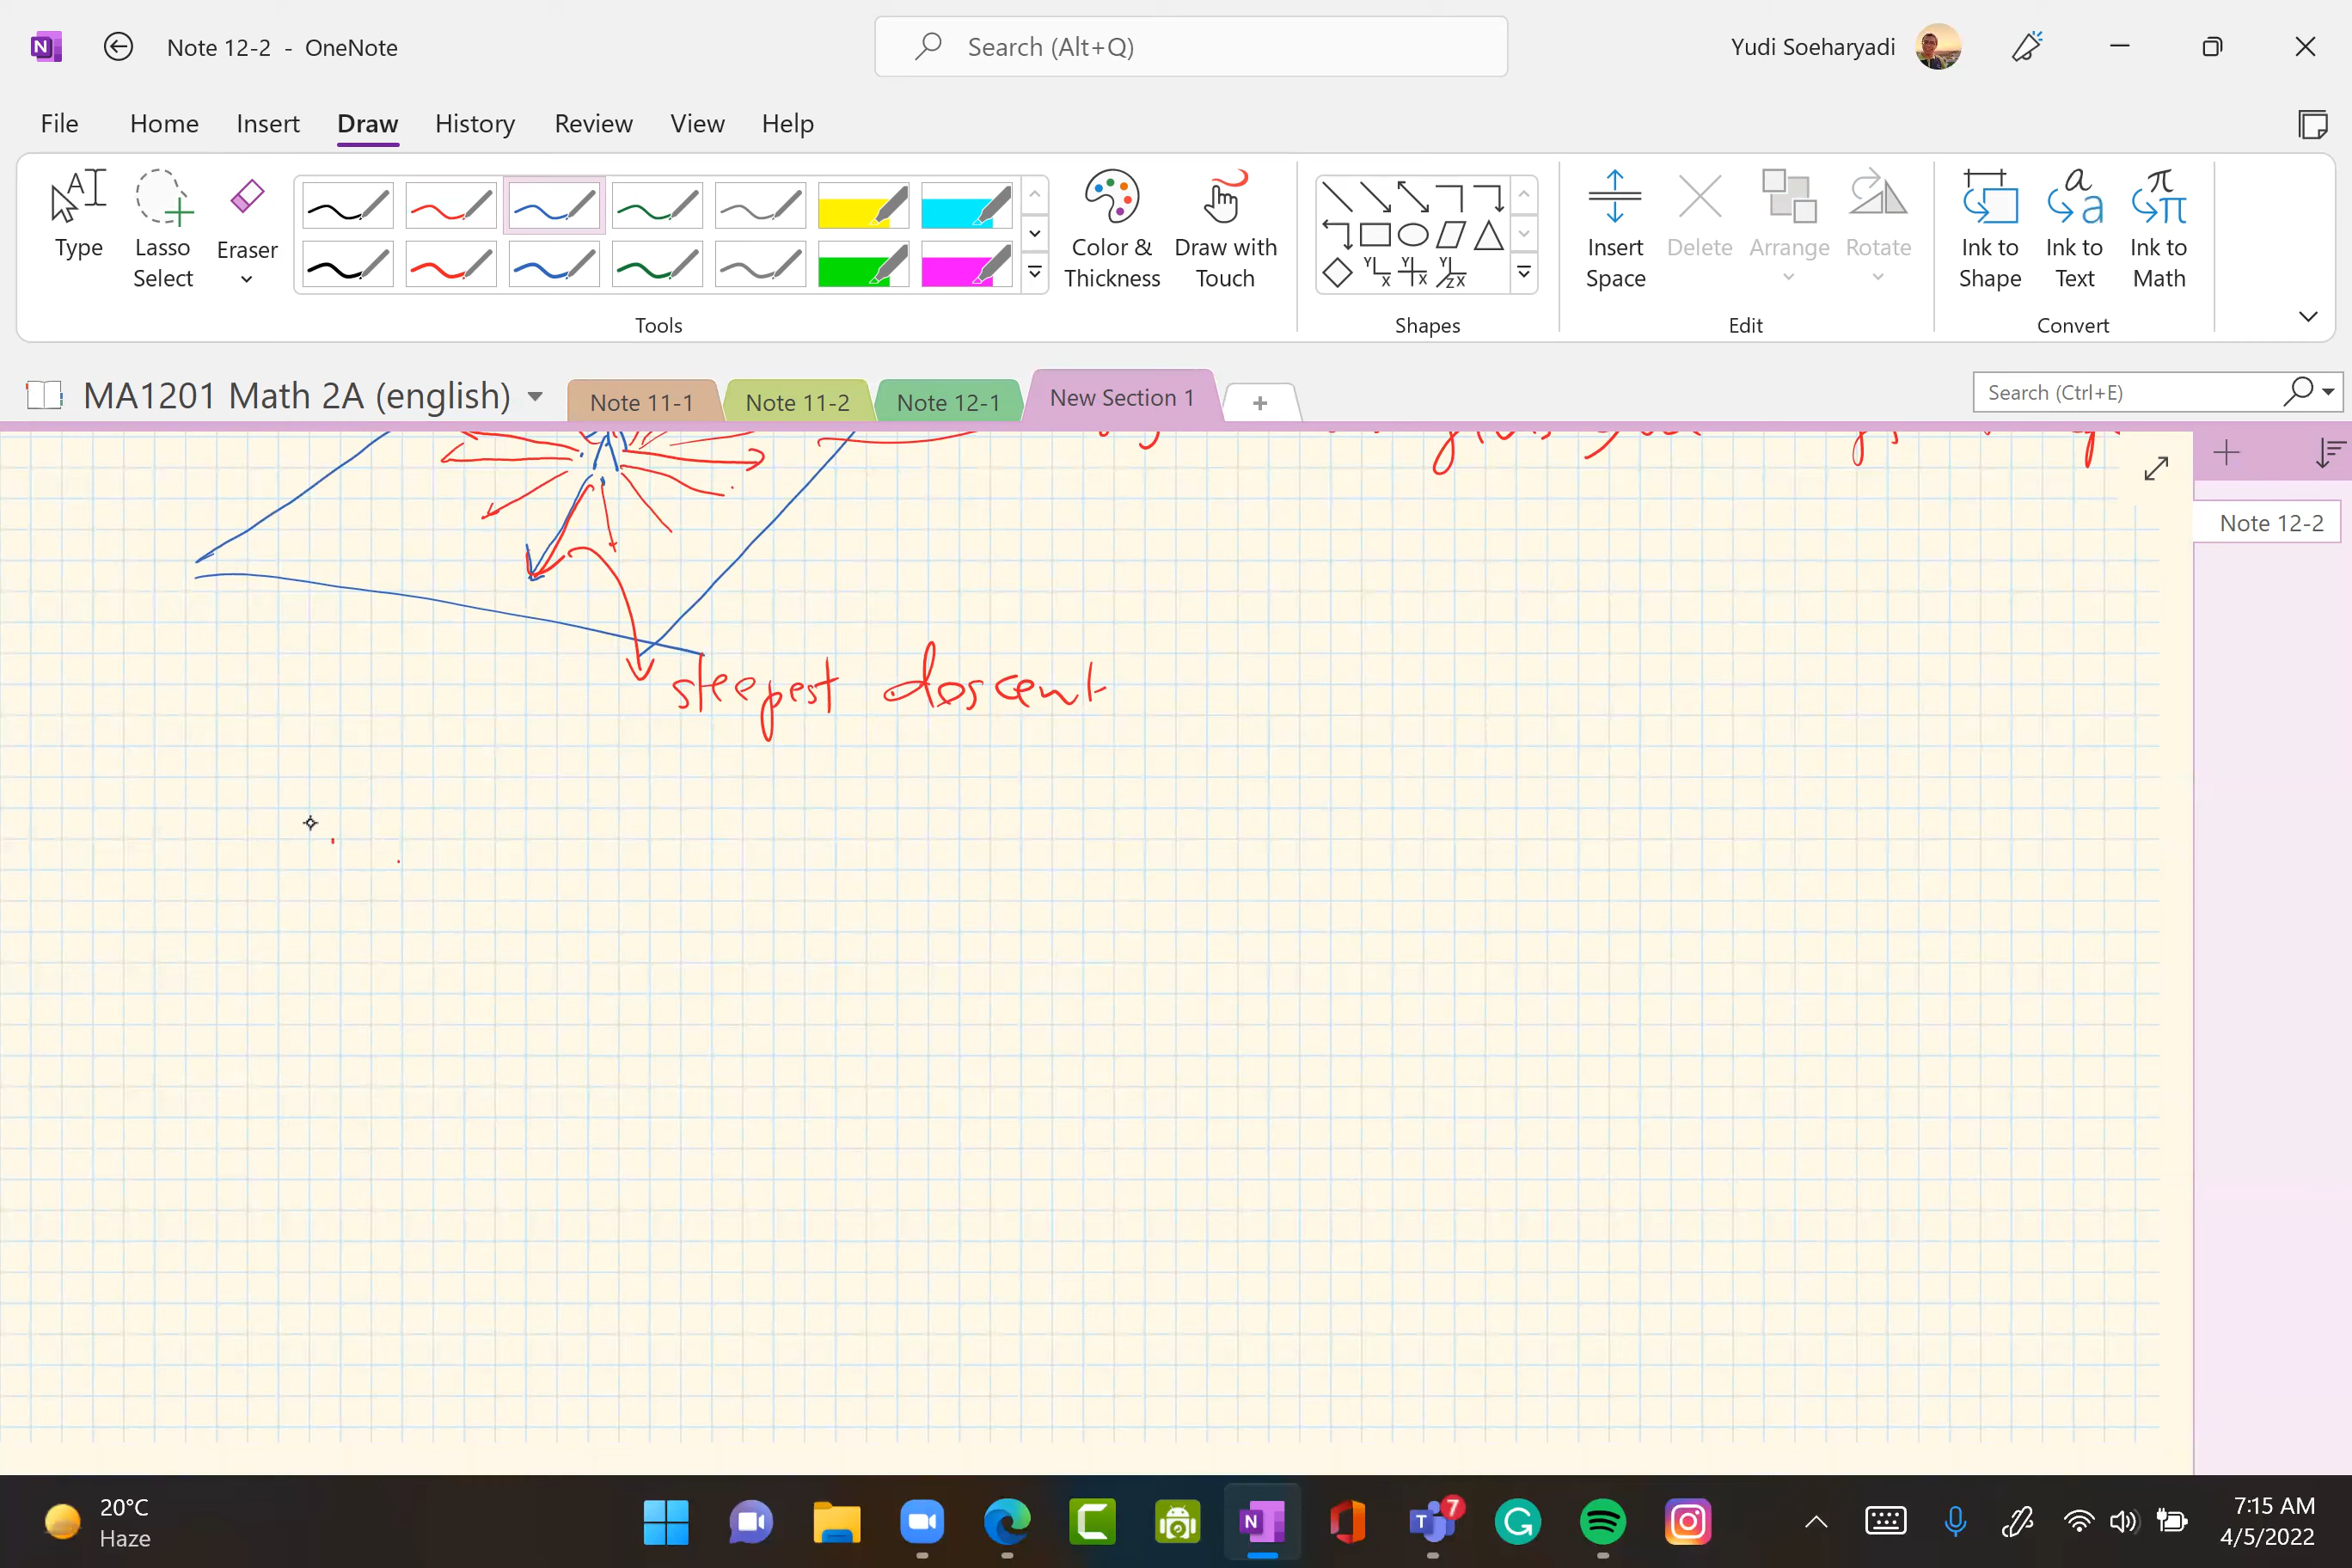 Note 12-2 - OneNote
Search (Alt+Q)
Yudi Soeharyadi
File Home Insert Draw History Review View Help
Type
Lasso Select
Eraser
Color & Thickness
Draw with Touch
Insert Space
Delete
Arrange
Rotate
Ink to Shape
Ink to Text
Ink to Math
Tools
Shapes
Edit
Convert
MA1201 Math 2A (english)
Note 11-1
Note 11-2
Note 12-1
New Section 1
Search (Ctrl+E)
Note 12-2
steepest descent
20°C
Haze
7
7:15 AM
4/5/2022